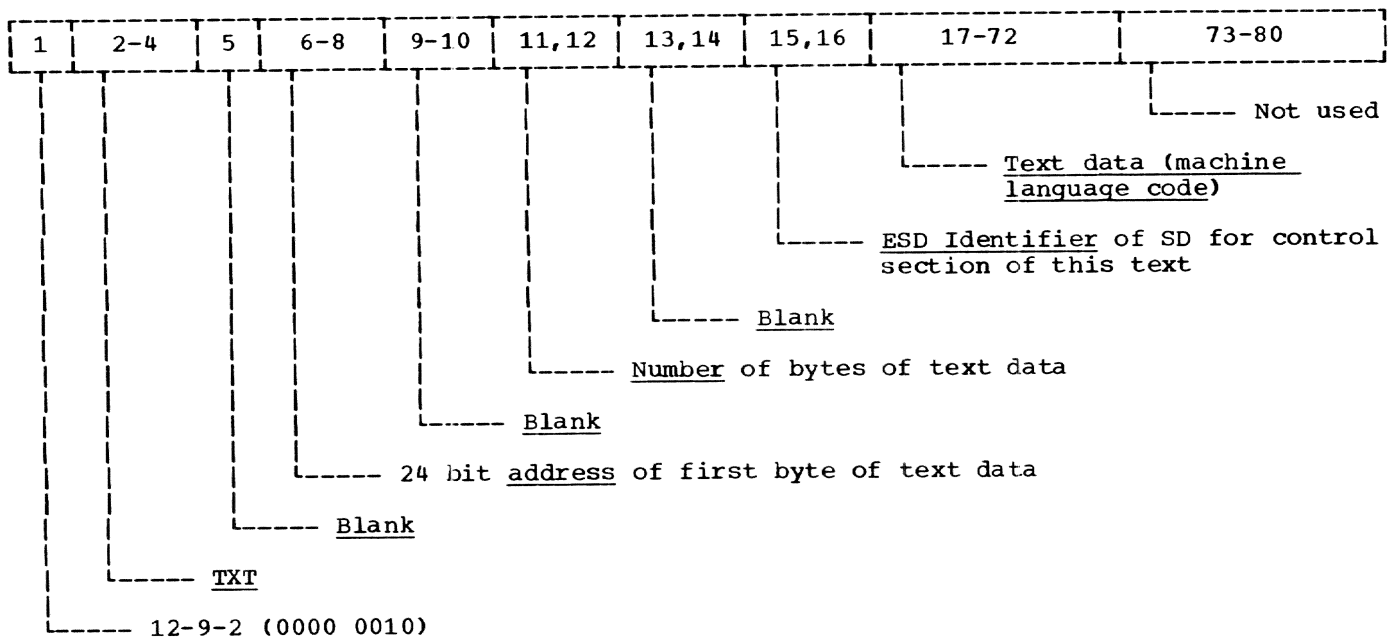 1 2-4 5 6-8 9-10 11,12 13,14 15,16 17-72 73-80
Not used
Text data (machine
language code)
ESD Identifier of SD for control
section of this text
Blank
Number of bytes of text data
Blank
24 bit address of first byte of text data
Blank
TXT
12-9-2 (0000 0010)